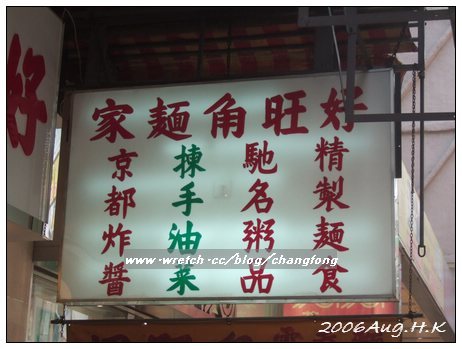 好旺角麵家
精製麵食
馳名粥品
揀手油菜
京都炸醬
好
www.wretch.cc/blog/changfong
2006Aug.H.K